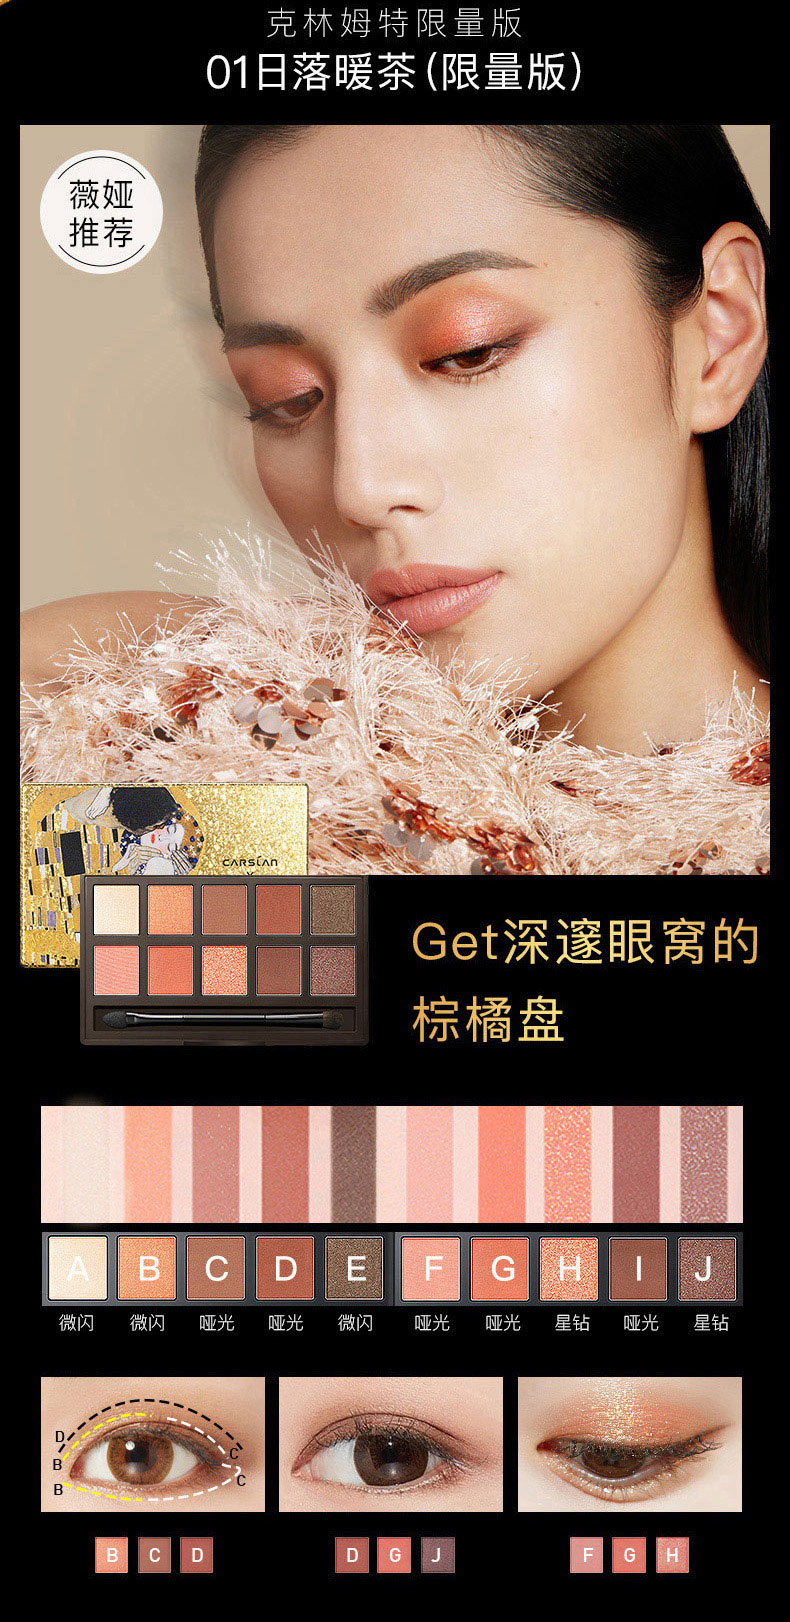 克林姆特限量版
01日落暖茶(限量版)
薇娅
推荐
CARSLAN
X
Get深邃眼窝的
棕橘盘
A B C D E F G H I J
微闪 微闪 哑光 哑光 微闪 哑光 哑光 星钻 哑光 星钻
D
B
B
C
C
B C D
D G J
F G H